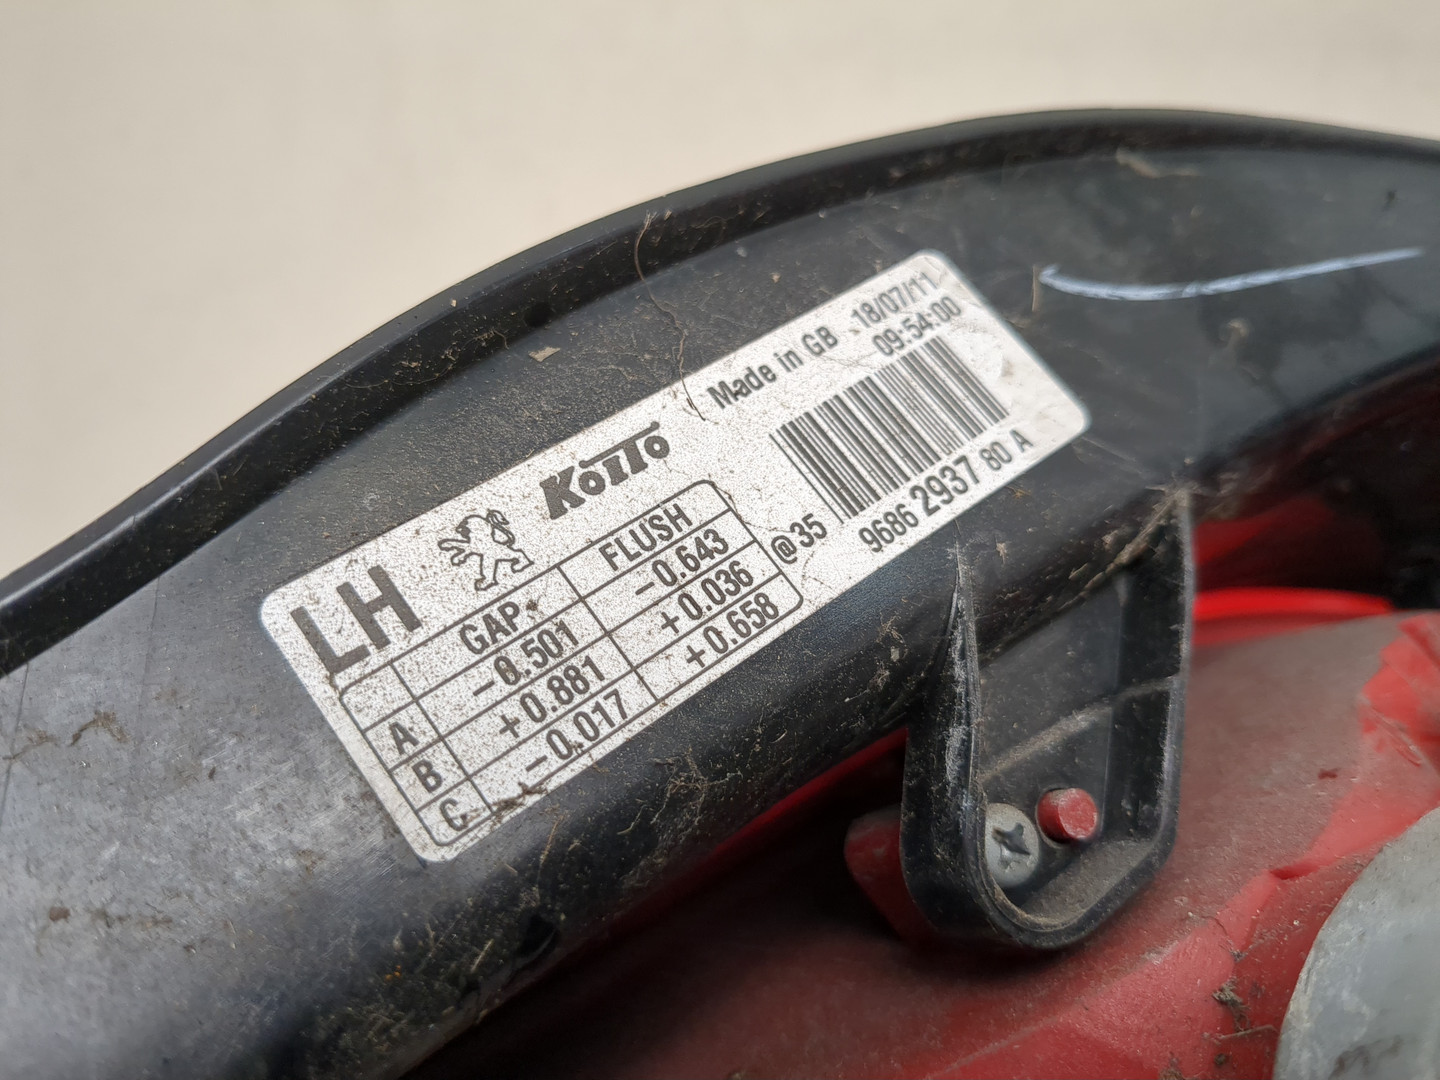 LH
Koito
Made in GB 18/07/11
09:54:00
GAP FLUSH
A -0.501 -0.643
B +0.881 +0.036
C -0.017 +0.658
@35
9686 2937 80 A